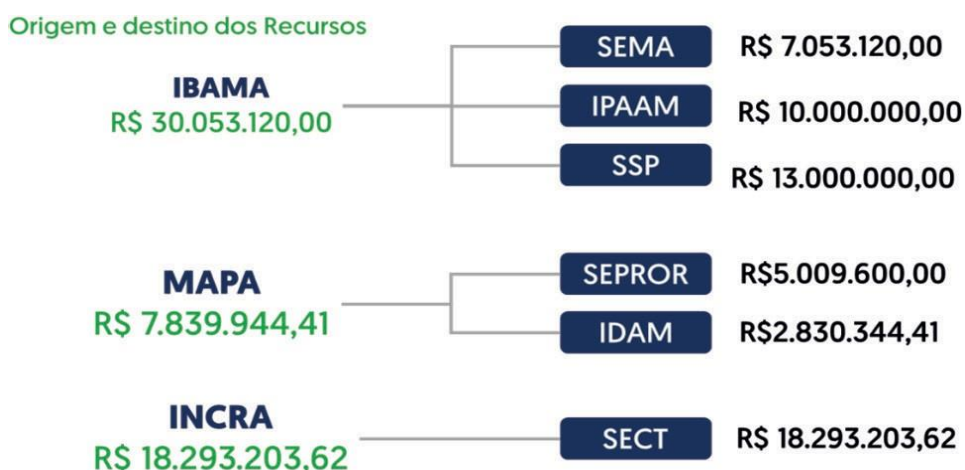 Origem e destino dos Recursos
IBAMA
R$ 30.053.120,00
SEMA R$ 7.053.120,00
IPAAM R$ 10.000.000,00
SSP R$ 13.000.000,00
MAPA
R$ 7.839.944,41
SEPROR R$5.009.600,00
IDAM R$2.830.344,41
INCRA
R$ 18.293.203,62
SECT R$ 18.293.203,62